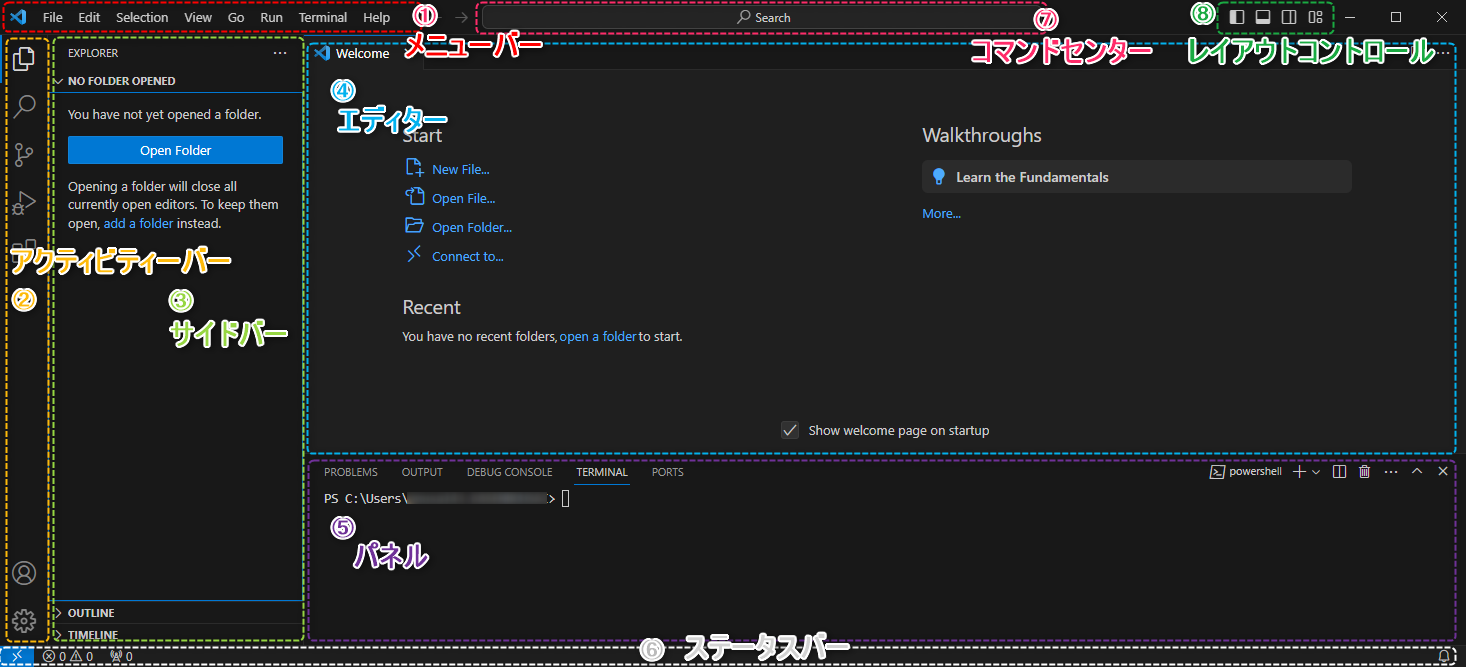 File Edit Selection View Go Run Terminal Help
① メニューバー
Search
⑦ コマンドセンター
⑧ レイアウトコントロール
EXPLORER
NO FOLDER OPENED
You have not yet opened a folder.
Open Folder
Opening a folder will close all
currently open editors. To keep them
open, add a folder instead.
アクティビティーバー
②
③
サイドバー
OUTLINE
TIMELINE
Welcome
④
エディター
Start
New File...
Open File...
Open Folder...
Connect to...
Recent
You have no recent folders, open a folder to start.
Walkthroughs
Learn the Fundamentals
More...
Show welcome page on startup
PROBLEMS OUTPUT DEBUG CONSOLE TERMINAL PORTS
powershell
PS C:\Users\ >
⑤
パネル
0 0 0
⑥ ステータスバー